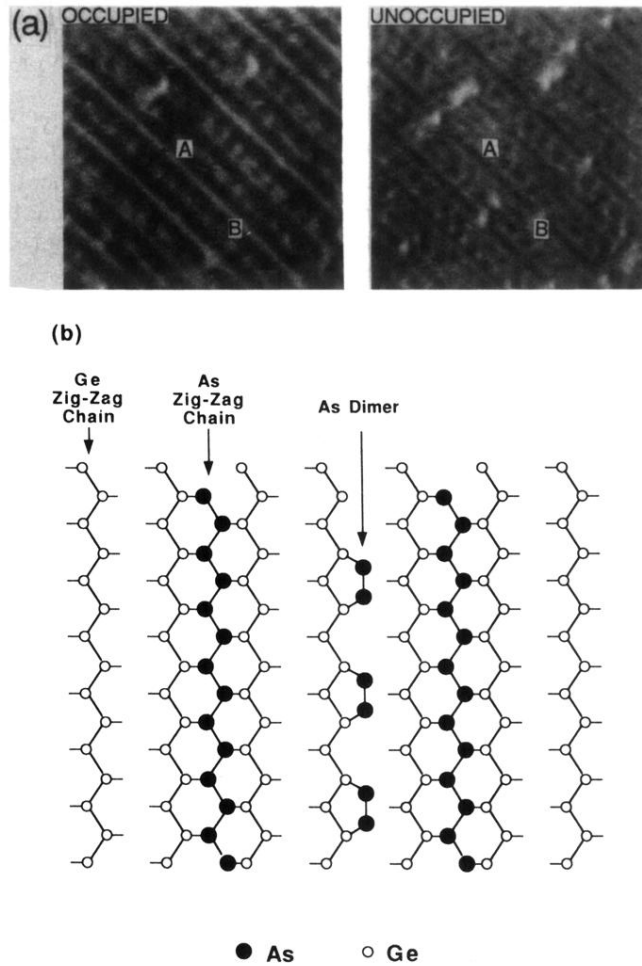 (a) OCCUPIED
UNOCCUPIED
A
B
A
B
(b)
Ge
Zig-Zag
Chain
As
Zig-Zag
Chain
As Dimer
As
Ge